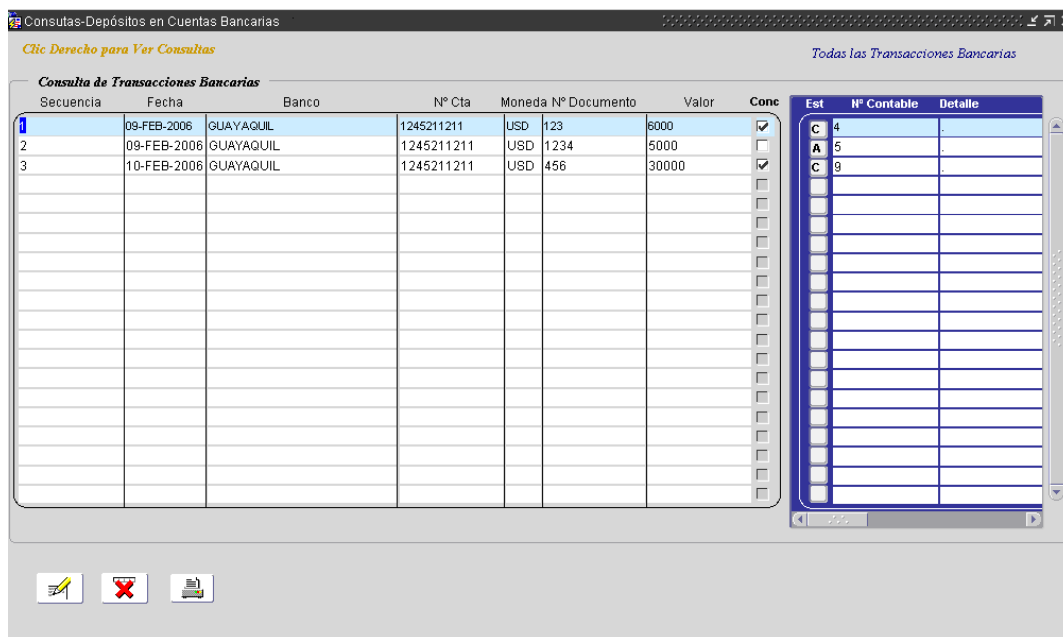 Consutas-Depósitos en Cuentas Bancarias
Clic Derecho para Ver Consultas
Todas las Transacciones Bancarias
Consulta de Transacciones Bancarias
Secuencia Fecha Banco Nº Cta Moneda Nº Documento Valor Conc Est Nº Contable Detalle
1 09-FEB-2006 GUAYAQUIL 1245211211 USD 123 6000 C 4 .
2 09-FEB-2006 GUAYAQUIL 1245211211 USD 1234 5000 A 5 .
3 10-FEB-2006 GUAYAQUIL 1245211211 USD 456 30000 C 9 .